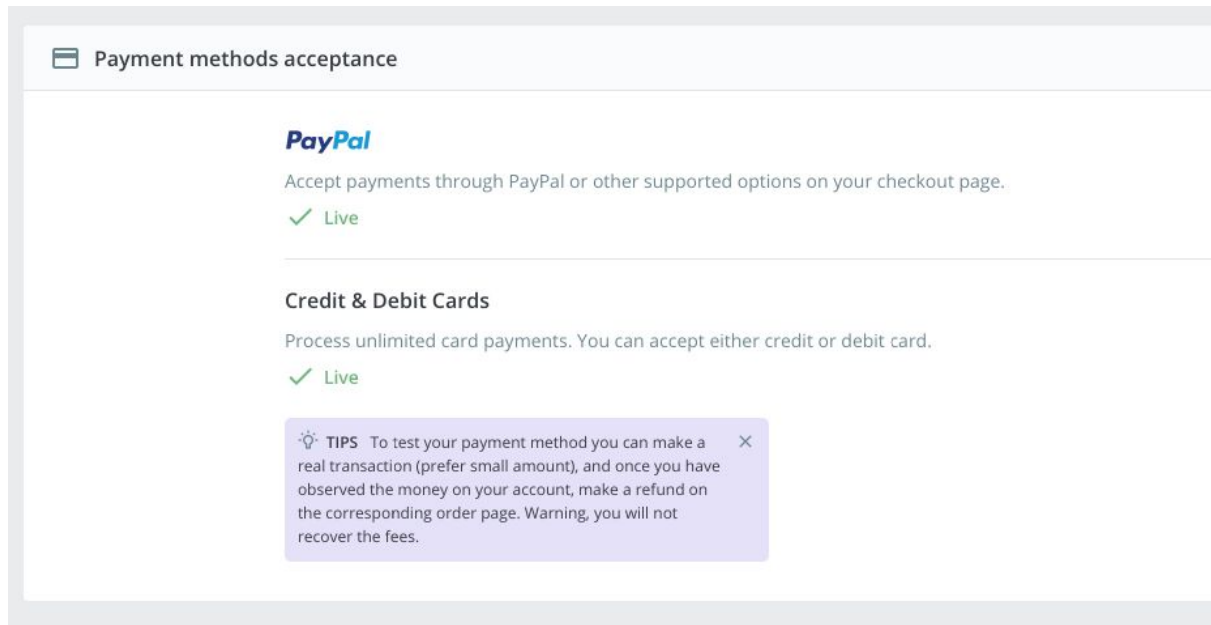 Payment methods acceptance
PayPal
Accept payments through PayPal or other supported options on your checkout page.
Live
Credit & Debit Cards
Process unlimited card payments. You can accept either credit or debit card.
Live
TIPS To test your payment method you can make a
real transaction (prefer small amount), and once you have
observed the money on your account, make a refund on
the corresponding order page. Warning, you will not
recover the fees.